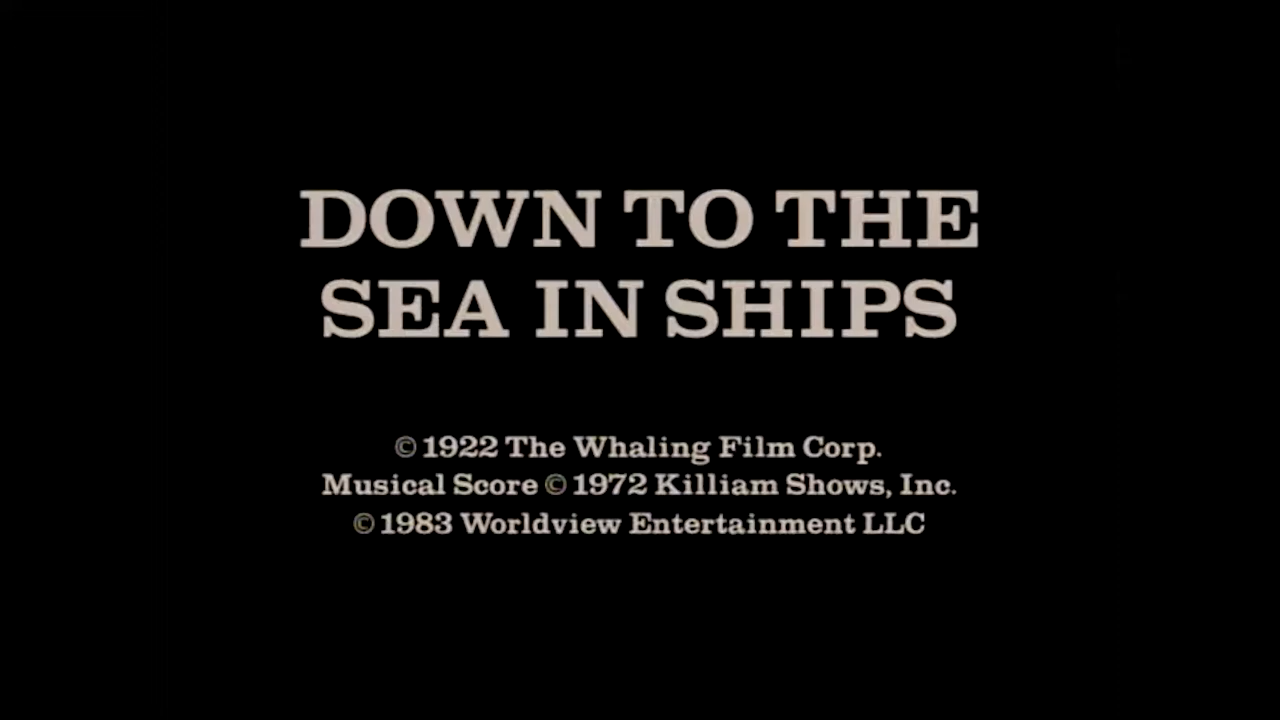 DOWN TO THE
SEA IN SHIPS
© 1922 The Whaling Film Corp.
Musical Score © 1972 Killiam Shows, Inc.
© 1983 Worldview Entertainment LLC